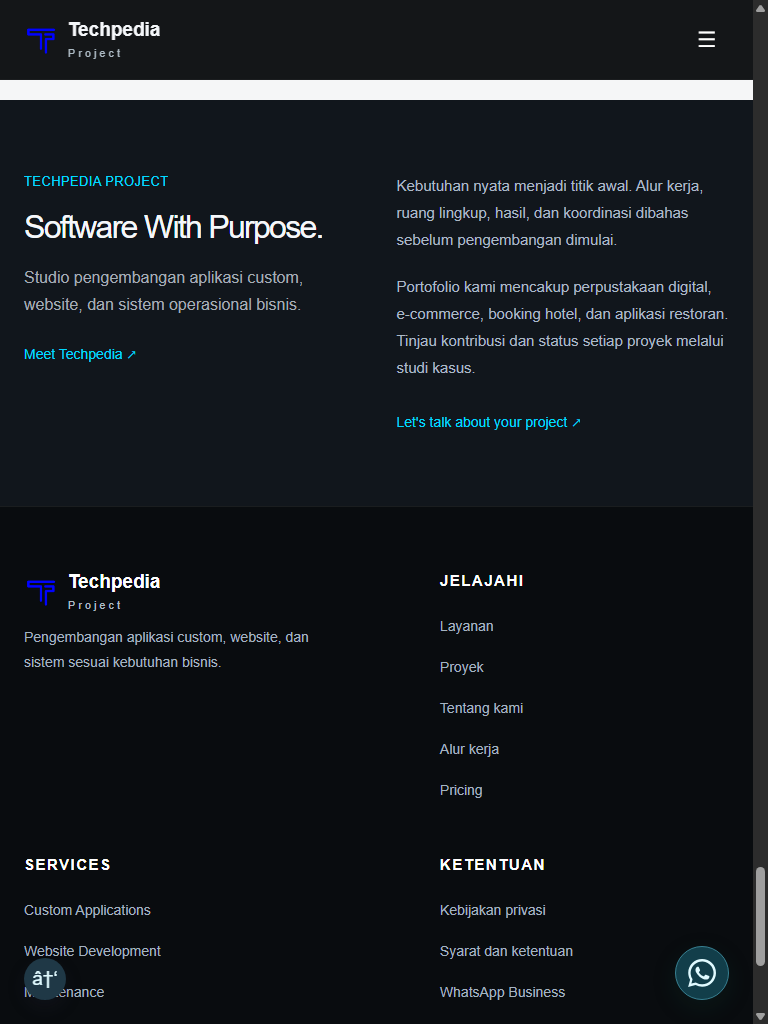 Techpedia
Project
☰
TECHPEDIA PROJECT
Software With Purpose.
Studio pengembangan aplikasi custom,
website, dan sistem operasional bisnis.
Meet Techpedia ↗
Kebutuhan nyata menjadi titik awal. Alur kerja,
ruang lingkup, hasil, dan koordinasi dibahas
sebelum pengembangan dimulai.
Portofolio kami mencakup perpustakaan digital,
e-commerce, booking hotel, dan aplikasi restoran.
Tinjau kontribusi dan status setiap proyek melalui
studi kasus.
Let's talk about your project ↗
Techpedia
Project
Pengembangan aplikasi custom, website, dan
sistem sesuai kebutuhan bisnis.
JELAJAHI
Layanan
Proyek
Tentang kami
Alur kerja
Pricing
SERVICES
Custom Applications
Website Development
â†‘
KETENTUAN
Kebijakan privasi
Syarat dan ketentuan
WhatsApp Business